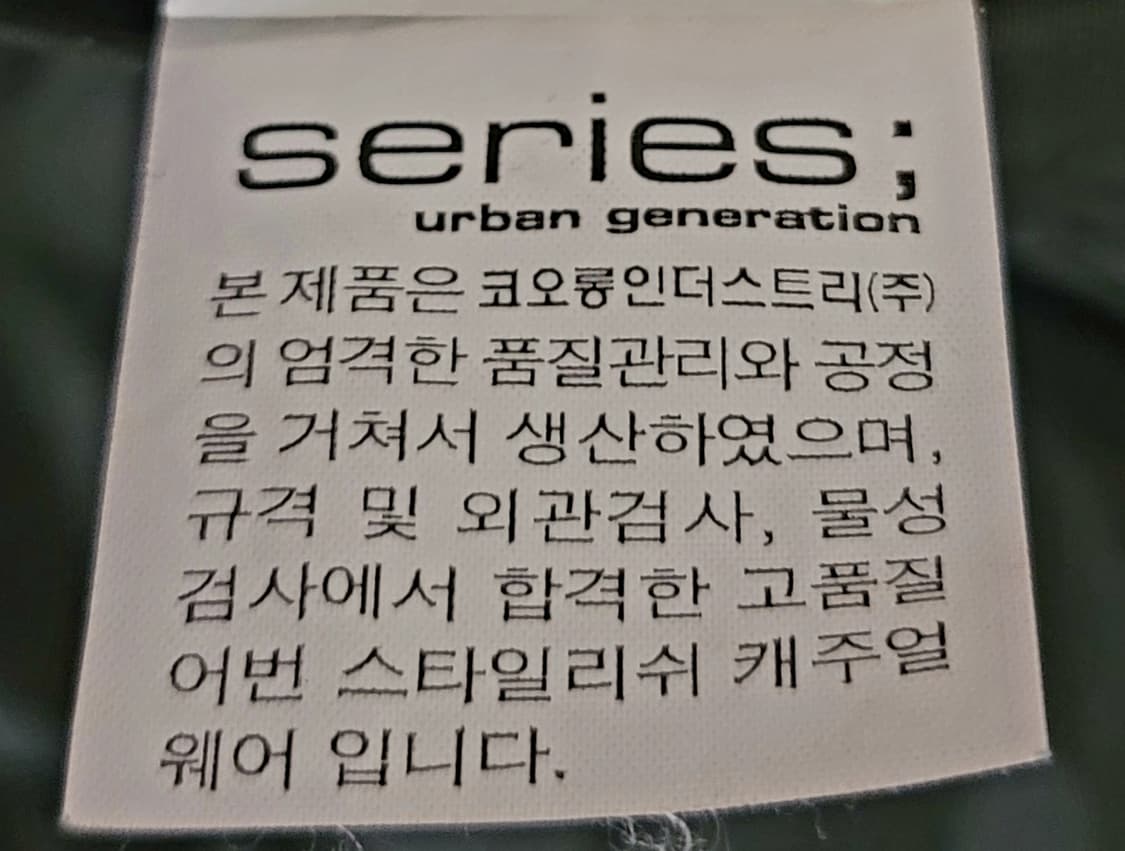 series;
urban generation
본 제품은 코오롱인더스트리(주)
의 엄격한 품질관리와 공정
을 거쳐서 생산하였으며,
규격 및 외관검사, 물성
검사에서 합격한 고품질
어번 스타일리쉬 캐주얼
웨어 입니다.